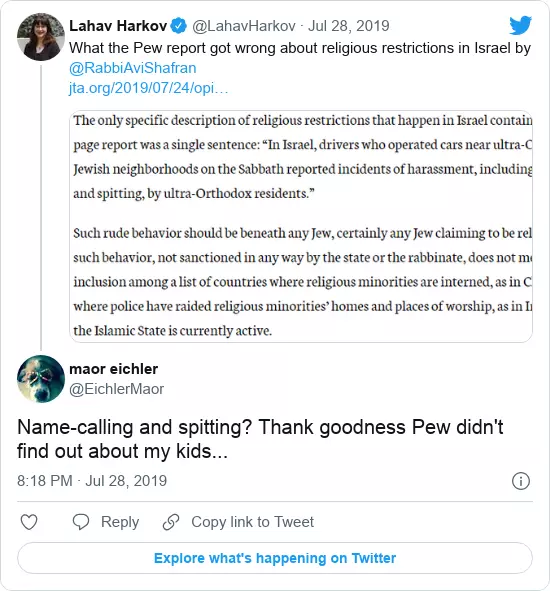 Lahav Harkov @LahavHarkov · Jul 28, 2019
What the Pew report got wrong about religious restrictions in Israel by
@RabbiAviShafran
jta.org/2019/07/24/opi…
The only specific description of religious restrictions that happen in Israel contain
page report was a single sentence: “In Israel, drivers who operated cars near ultra-
Jewish neighborhoods on the Sabbath reported incidents of harassment, including
and spitting, by ultra-Orthodox residents.”
Such rude behavior should be beneath any Jew, certainly any Jew claiming to be rel
such behavior, not sanctioned in any way by the state or the rabbinate, does not m
inclusion among a list of countries where religious minorities are interned, as in C
where police have raided religious minorities’ homes and places of worship, as in
the Islamic State is currently active.
maor eichler
@EichlerMaor
Name-calling and spitting? Thank goodness Pew didn't
find out about my kids...
8:18 PM · Jul 28, 2019
Reply
Copy link to Tweet
Explore what's happening on Twitter